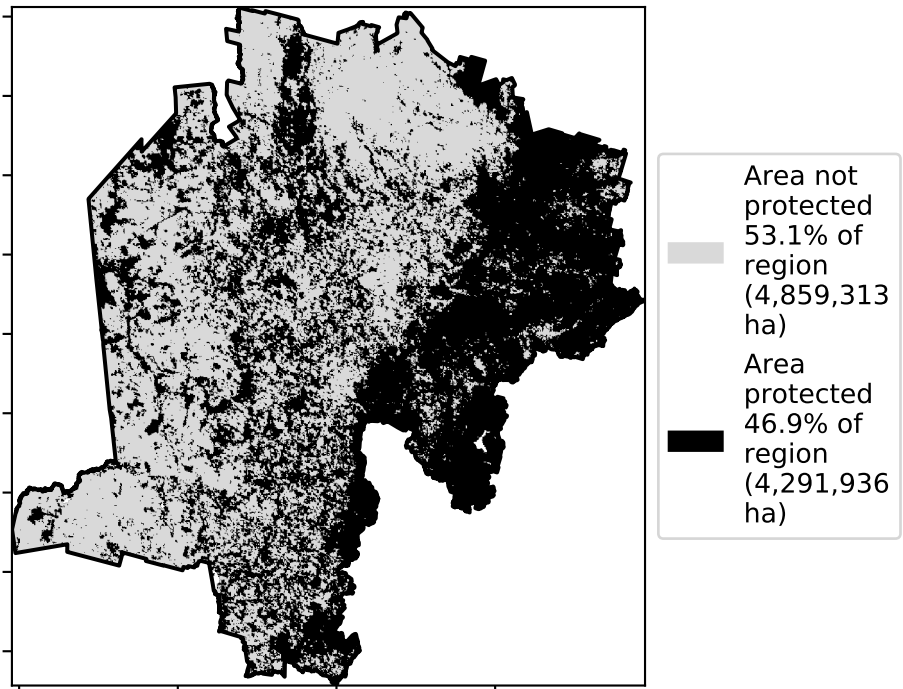 Area not
protected
53.1% of
region
(4,859,313
ha)
Area
protected
46.9% of
region
(4,291,936
ha)